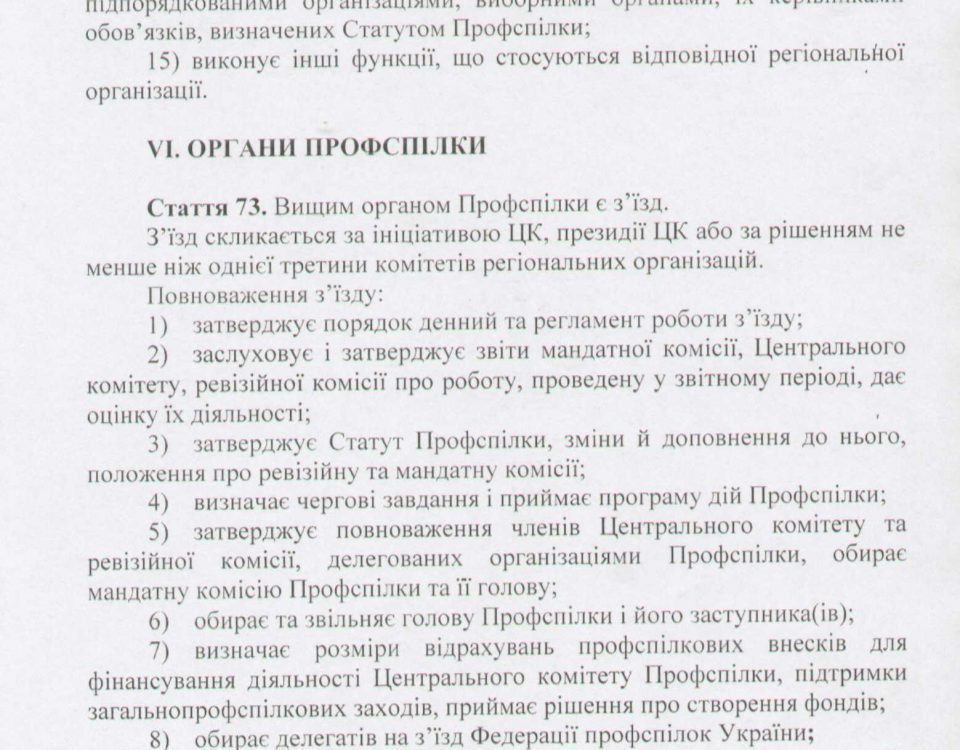 підпорядкованими організаціями, виборними органами, їх керівниками
обов’язків, визначених Статутом Профспілки;
15) виконує інші функції, що стосуються відповідної регіональної
організації.
VI. ОРГАНИ ПРОФСПІЛКИ
Стаття 73. Вищим органом Профспілки є з’їзд.
З’їзд скликається за ініціативою ЦК, президії ЦК або за рішенням не
менше ніж однієї третини комітетів регіональних організацій.
Повноваження з’їзду:
1) затверджує порядок денний та регламент роботи з’їзду;
2) заслуховує і затверджує звіти мандатної комісії, Центрального
комітету, ревізійної комісії про роботу, проведену у звітному періоді, дає
оцінку їх діяльності;
3) затверджує Статут Профспілки, зміни й доповнення до нього,
положення про ревізійну та мандатну комісії;
4) визначає чергові завдання і приймає програму дій Профспілки;
5) затверджує повноваження членів Центрального комітету та
ревізійної комісії, делегованих організаціями Профспілки, обирає
мандатну комісію Профспілки та її голову;
6) обирає та звільняє голову Профспілки і його заступника(ів);
7) визначає розміри відрахувань профспілкових внесків для
фінансування діяльності Центрального комітету Профспілки, підтримки
загальнопрофспілкових заходів, приймає рішення про створення фондів;
8) обирає делегатів на з’їзд Федерації профспілок України;